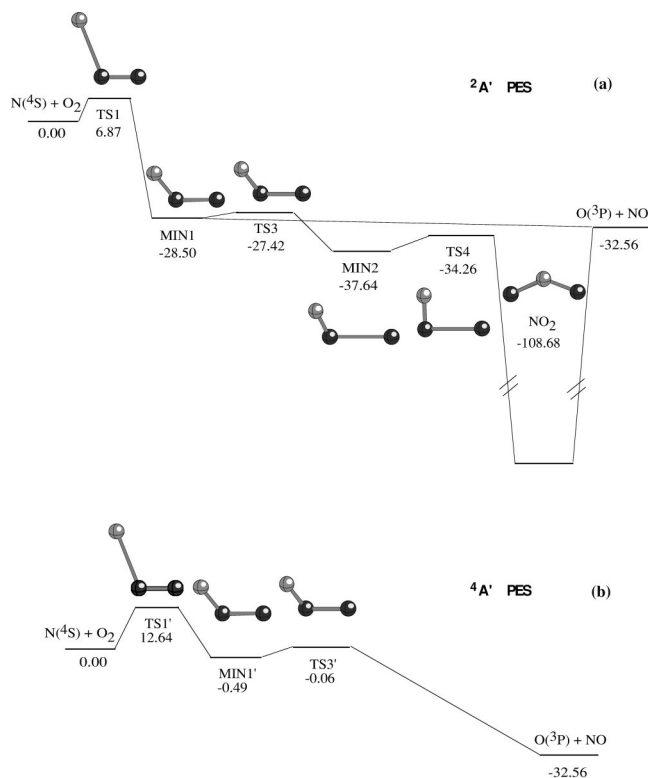 ²A' PES (a)
N(⁴S) + O₂
0.00
TS1
6.87
MIN1
-28.50
TS3
-27.42
MIN2
-37.64
TS4
-34.26
NO₂
-108.68
O(³P) + NO
-32.56
⁴A' PES (b)
N(⁴S) + O₂
0.00
TS1'
12.64
MIN1'
-0.49
TS3'
-0.06
O(³P) + NO
-32.56